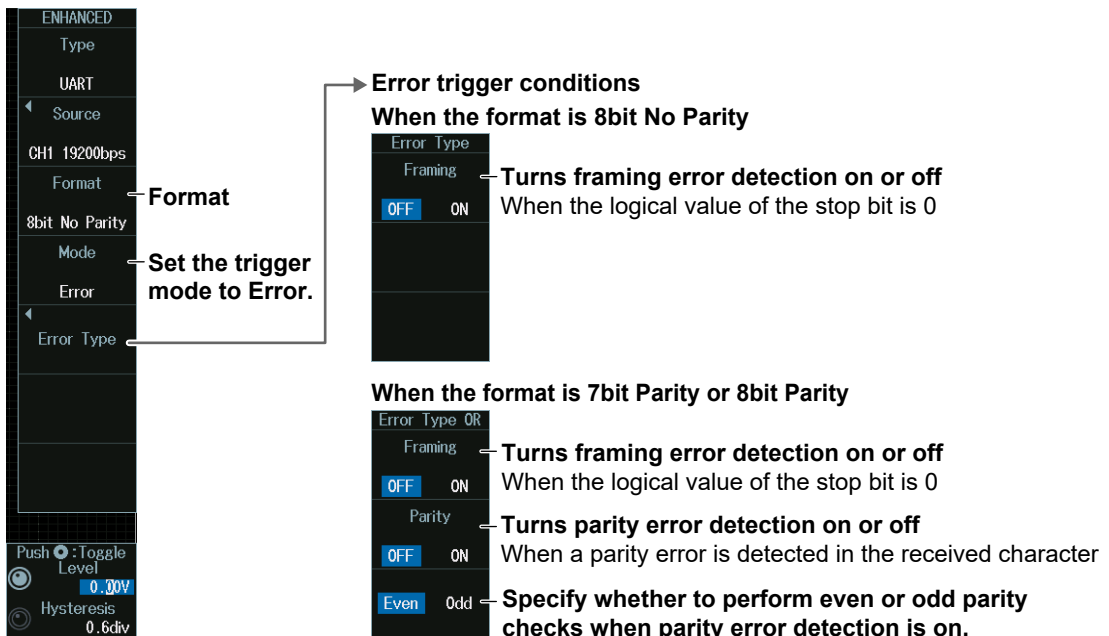 ENHANCED
Type
UART
Source
CH1 19200bps
Format
8bit No Parity
Mode
Error
Error Type
Push :Toggle
Level
0.00V
Hysteresis
0.6div
Format
Set the trigger
mode to Error.
Error trigger conditions
When the format is 8bit No Parity
Error Type
Framing
OFF ON
Turns framing error detection on or off
When the logical value of the stop bit is 0
When the format is 7bit Parity or 8bit Parity
Error Type OR
Framing
OFF ON
Turns framing error detection on or off
When the logical value of the stop bit is 0
Parity
OFF ON
Turns parity error detection on or off
When a parity error is detected in the received character
Even Odd
Specify whether to perform even or odd parity
checks when parity error detection is on.